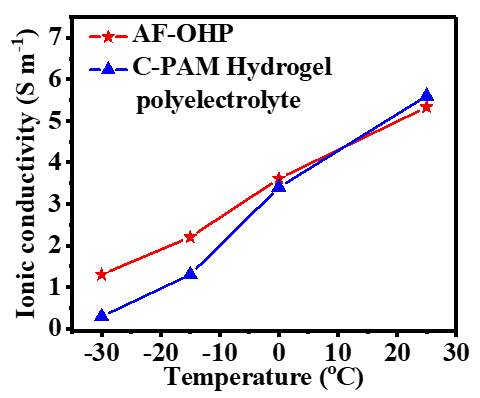 AF-OHP
C-PAM Hydrogel
polyelectrolyte
Ionic conductivity (S m⁻¹)
7
6
5
4
3
2
1
0
-30 -20 -10 0 10 20 30
Temperature (ºC)